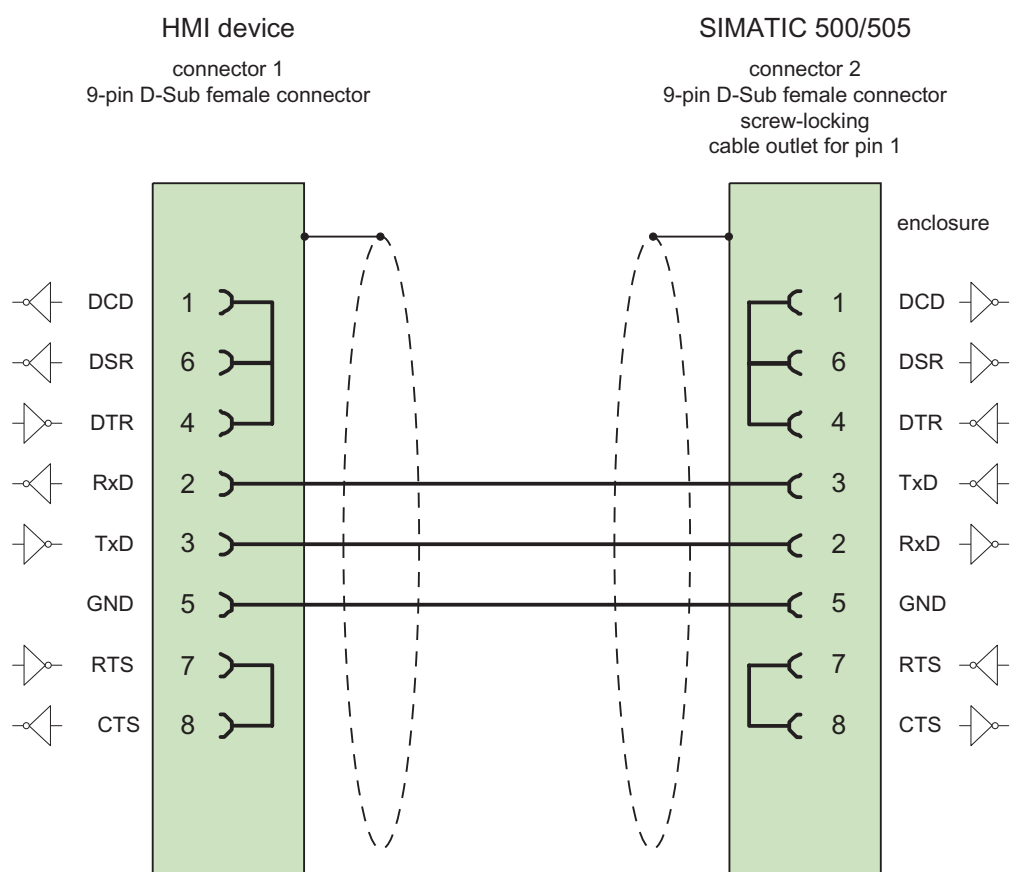 HMI device
connector 1
9-pin D-Sub female connector
SIMATIC 500/505
connector 2
9-pin D-Sub female connector
screw-locking
cable outlet for pin 1
enclosure
DCD 1 1 DCD
DSR 6 6 DSR
DTR 4 4 DTR
RxD 2 3 TxD
TxD 3 2 RxD
GND 5 5 GND
RTS 7 7 RTS
CTS 8 8 CTS